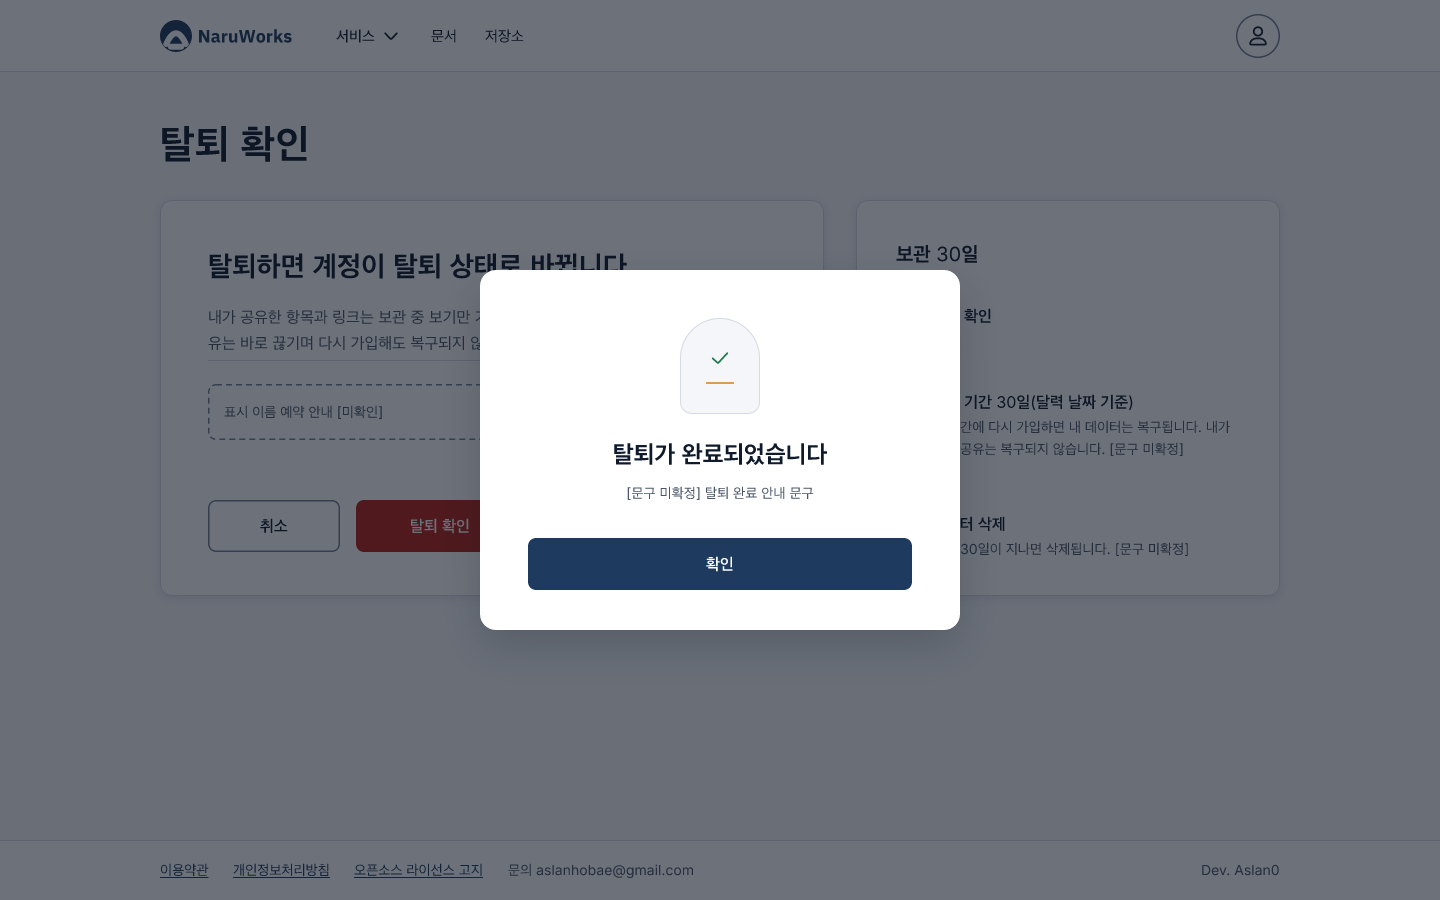 NaruWorks
서비스
문서
저장소
탈퇴 확인
탈퇴하면 계정이 탈퇴 상태로 바뀝니다
내가 공유한 항목과 링크는 보관 중 보기만
유는 바로 끊기며 다시 가입해도 복구되지
표시 이름 예약 안내 [미확인]
취소
탈퇴 확인
보관 30일
확인
기간 30일(달력 날짜 기준)
간에 다시 가입하면 내 데이터는 복구됩니다. 내가
공유는 복구되지 않습니다. [문구 미확정]
터 삭제
30일이 지나면 삭제됩니다. [문구 미확정]
탈퇴가 완료되었습니다
[문구 미확정] 탈퇴 완료 안내 문구
확인
이용약관
개인정보처리방침
오픈소스 라이선스 고지
문의 aslanhobae@gmail.com
Dev. Aslan0